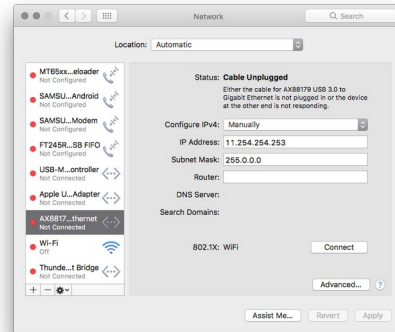 Network
Search
Location: Automatic
MT65xx...eloader
Not Configured
SAMSU...Android
Not Configured
SAMSU...Modem
Not Configured
FT245R...SB FIFO
Not Configured
USB-M...ontroller
Not Connected
Apple U...Adapter
Not Connected
AX8817...thernet
Not Connected
Wi-Fi
Off
Thunde...t Bridge
Not Connected
Status: Cable Unplugged
Either the cable for AX88179 USB 3.0 to
Gigabit Ethernet is not plugged in or the device
at the other end is not responding.
Configure IPv4: Manually
IP Address: 11.254.254.253
Subnet Mask: 255.0.0.0
Router:
DNS Server:
Search Domains:
802.1X: WiFi Connect
Advanced... ?
Assist Me... Revert Apply